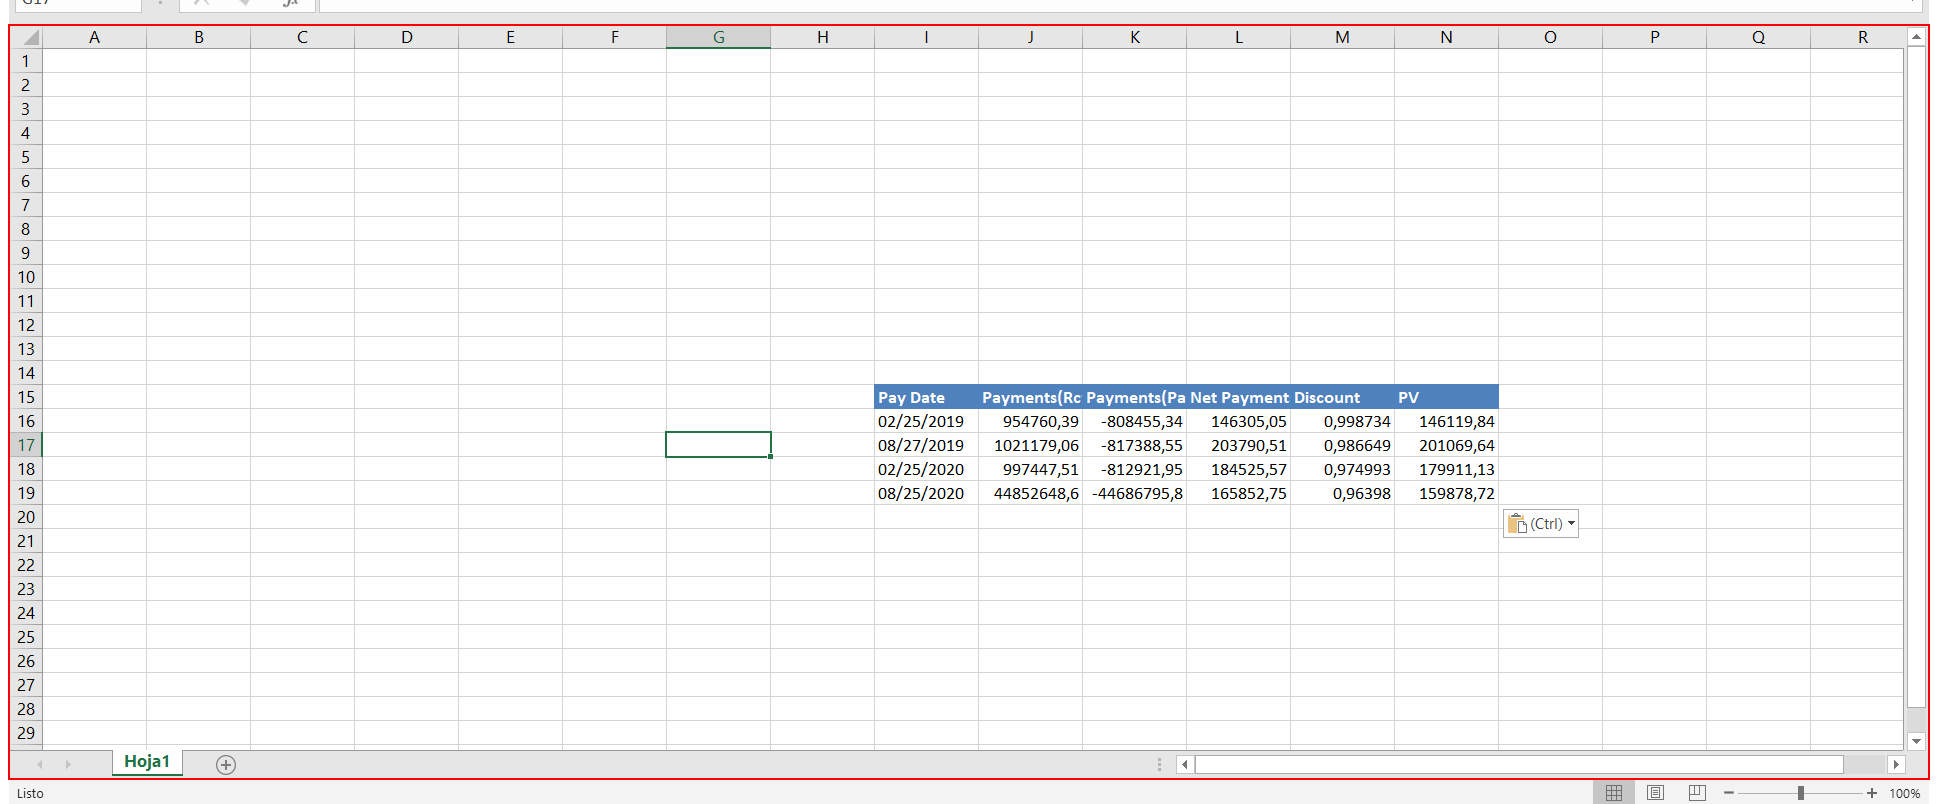 A B C D E F G H I J K L M N O P Q R
1
2
3
4
5
6
7
8
9
10
11
12
13
14
15 Pay Date Payments(Rc Payments(Pa Net Payment Discount PV
16 02/25/2019 954760,39 -808455,34 146305,05 0,998734 146119,84
17 08/27/2019 1021179,06 -817388,55 203790,51 0,986649 201069,64
18 02/25/2020 997447,51 -812921,95 184525,57 0,974993 179911,13
19 08/25/2020 44852648,6 -44686795,8 165852,75 0,96398 159878,72
20
(Ctrl)
21
22
23
24
25
26
27
28
29
Hoja1
Listo 100%